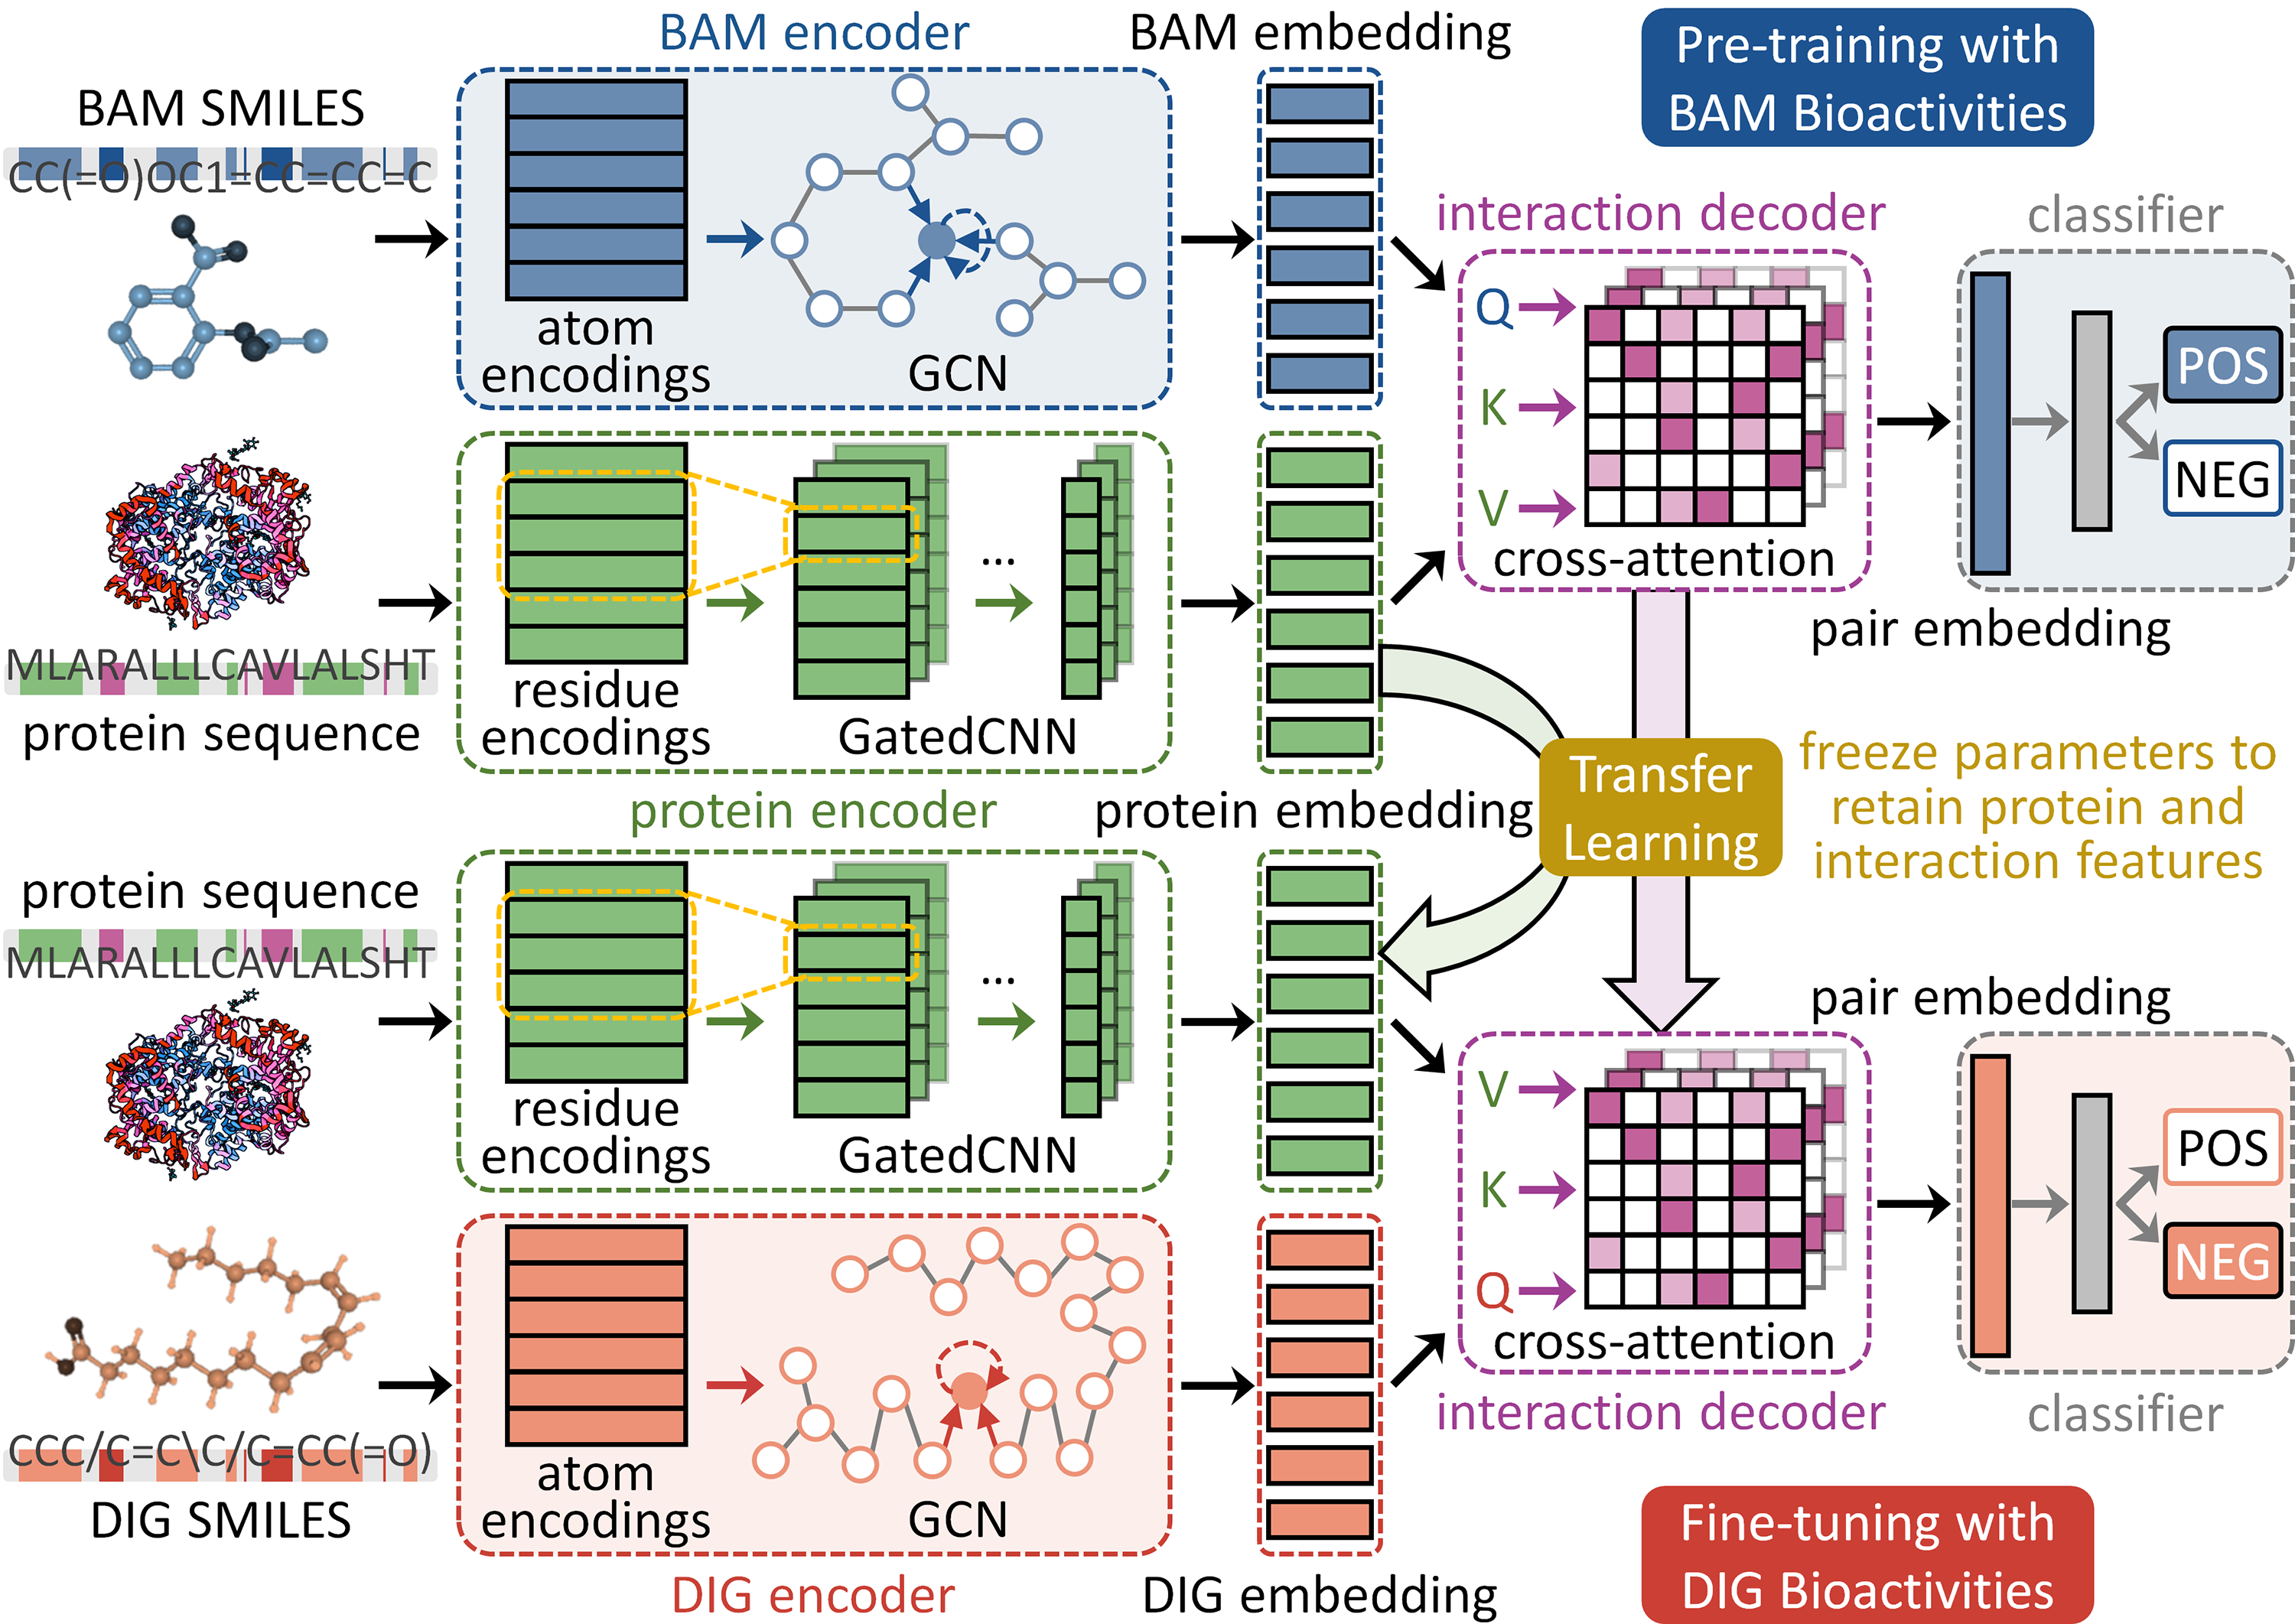 BAM encoder
BAM embedding
Pre-training with
BAM Bioactivities
BAM SMILES
CC(=O)OC1=CC=CC=C
atom
encodings
GCN
interaction decoder
classifier
Q
K
V
cross-attention
POS
NEG
pair embedding
MLARALLLCAVLALSHT
protein sequence
residue
encodings
...
GatedCNN
protein encoder
protein embedding
Transfer
Learning
freeze parameters to
retain protein and
interaction features
protein sequence
MLARALLLCAVLALSHT
residue
encodings
...
GatedCNN
pair embedding
V
K
Q
cross-attention
interaction decoder
POS
NEG
classifier
CCC/C=C\C/C=CC(=O)
DIG SMILES
atom
encodings
GCN
DIG encoder
DIG embedding
Fine-tuning with
DIG Bioactivities